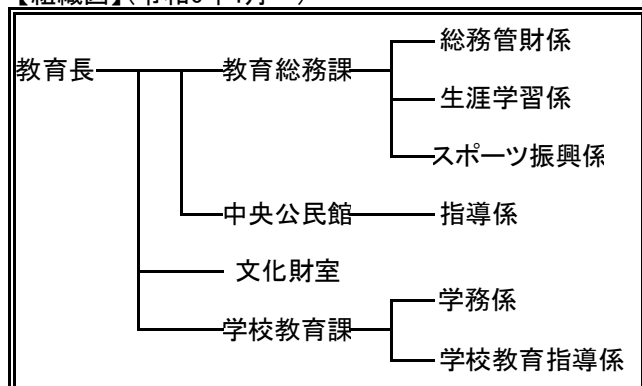 総務管財係
教育長 教育総務課
生涯学習係
スポーツ振興係
中央公民館 指導係
文化財室
学務係
学校教育課
学校教育指導係